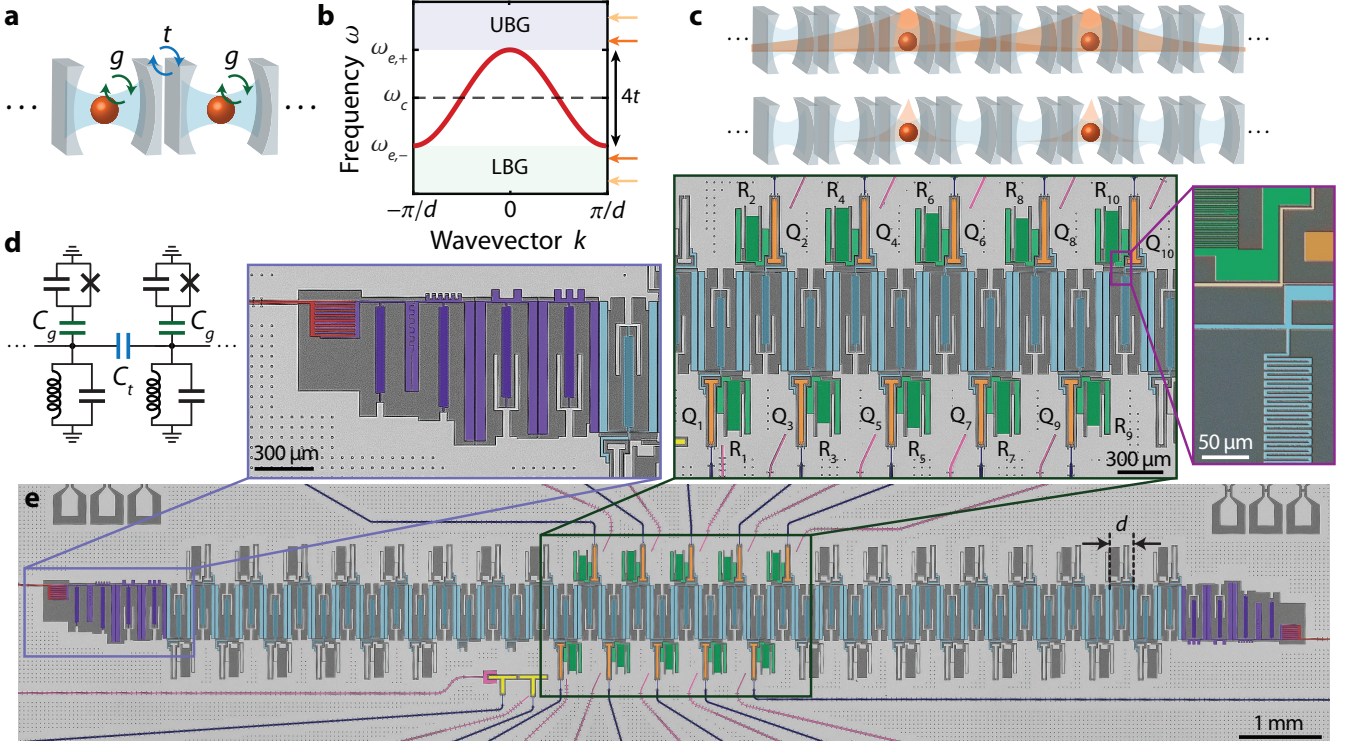 a
g
t
g
...
...
b
Frequency ω
ω_{e,+}
ω_c
ω_{e,−}
UBG
4t
LBG
−π/d
0
π/d
Wavevector k
c
...
...
...
...
d
C_g
C_g
...
...
C_t
300 μm
R_2
R_4
R_6
R_8
R_10
Q_2
Q_4
Q_6
Q_8
Q_10
Q_1
Q_3
Q_5
Q_7
Q_9
R_1
R_3
R_5
R_7
R_9
300 μm
50 μm
e
d
1 mm